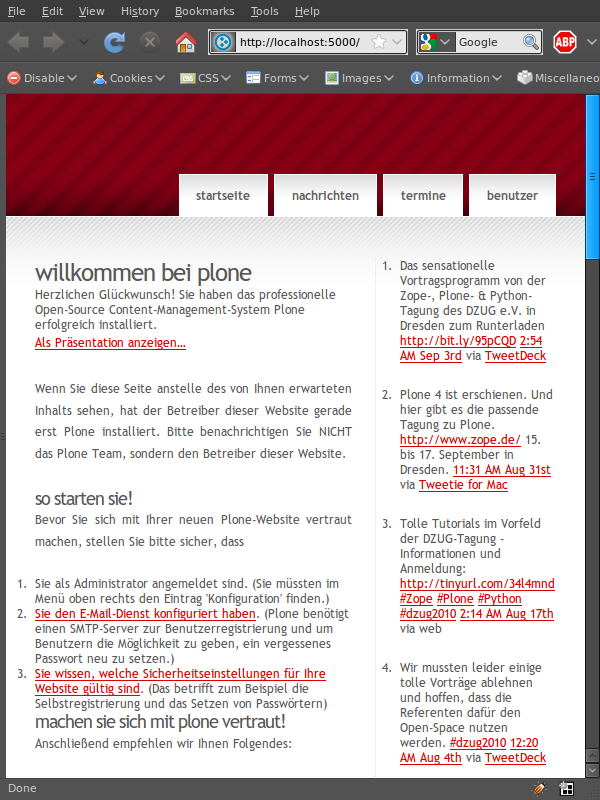 File Edit View History Bookmarks Tools Help
http://localhost:5000/ Google ABP
Disable Cookies CSS Forms Images Information Miscellaneo
startseite nachrichten termine benutzer
willkommen bei plone
Herzlichen Glückwunsch! Sie haben das professionelle
Open-Source Content-Management-System Plone
erfolgreich installiert.
Als Präsentation anzeigen...
Wenn Sie diese Seite anstelle des von Ihnen erwarteten
Inhalts sehen, hat der Betreiber dieser Website gerade
erst Plone installiert. Bitte benachrichtigen Sie NICHT
das Plone Team, sondern den Betreiber dieser Website.
so starten sie!
Bevor Sie sich mit Ihrer neuen Plone-Website vertraut
machen, stellen Sie bitte sicher, dass
1. Sie als Administrator angemeldet sind. (Sie müssten im
Menü oben rechts den Eintrag 'Konfiguration' finden.)
2. Sie den E-Mail-Dienst konfiguriert haben. (Plone benötigt
einen SMTP-Server zur Benutzerregistrierung und um
Benutzern die Möglichkeit zu geben, ein vergessenes
Passwort neu zu setzen.)
3. Sie wissen, welche Sicherheitseinstellungen für Ihre
Website gültig sind. (Das betrifft zum Beispiel die
Selbstregistrierung und das Setzen von Passwörtern)
machen sie sich mit plone vertraut!
Anschließend empfehlen wir Ihnen Folgendes:
1. Das sensationelle
Vortragsprogramm von der
Zope-, Plone- & Python-
Tagung des DZUG e.V. in
Dresden zum Runterladen
http://bit.ly/95pCQD 2:54
AM Sep 3rd via TweetDeck
2. Plone 4 ist erschienen. Und
hier gibt es die passende
Tagung zu Plone.
http://www.zope.de/ 15.
bis 17. September in
Dresden. 11:31 AM Aug 31st
via Tweetie for Mac
3. Tolle Tutorials im Vorfeld
der DZUG-Tagung -
Informationen und
Anmeldung:
http://tinyurl.com/34l4mnd
#Zope #Plone #Python
#dzug2010 2:14 AM Aug 17th
via web
4. Wir mussten leider einige
tolle Vorträge ablehnen
und hoffen, dass die
Referenten dafür den
Open-Space nutzen
werden. #dzug2010 12:20
AM Aug 4th via TweetDeck
Done